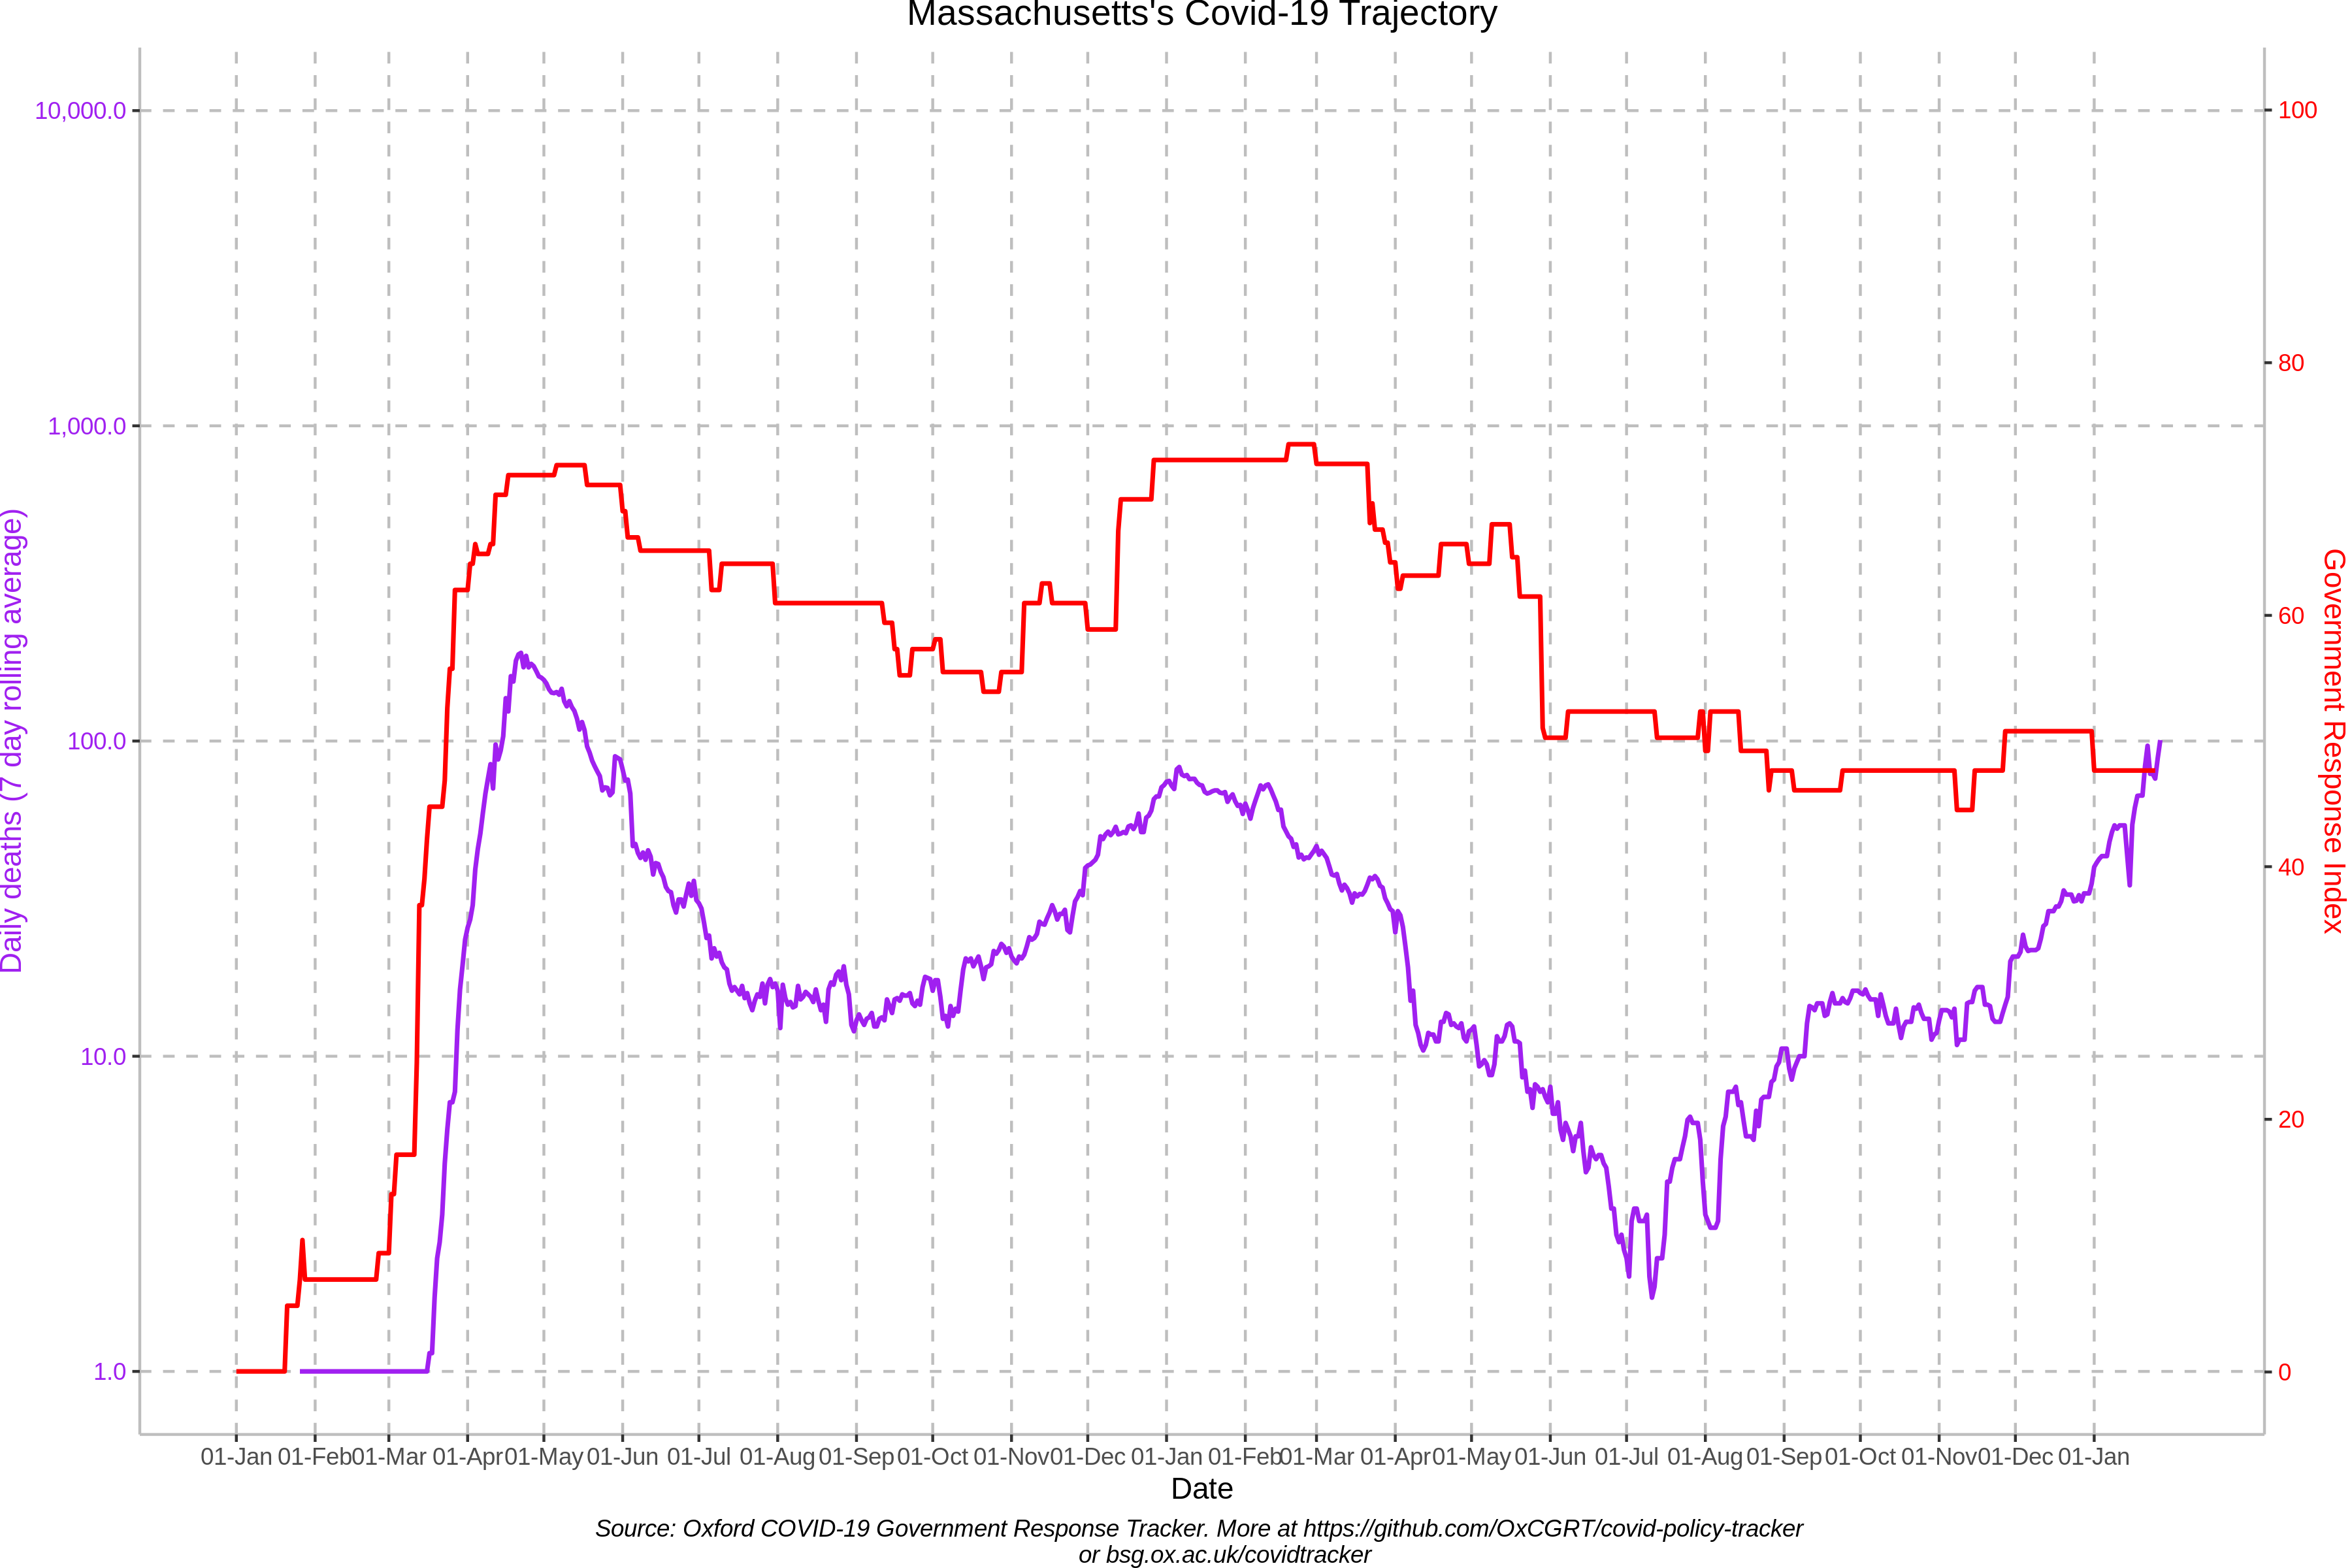 Massachusetts's Covid-19 Trajectory
Daily deaths (7 day rolling average)
10,000.0
1,000.0
100.0
10.0
1.0
100
80
60
40
20
0
Government Response Index
01-Jan 01-Feb 01-Mar 01-Apr 01-May 01-Jun 01-Jul 01-Aug 01-Sep 01-Oct 01-Nov 01-Dec 01-Jan 01-Feb 01-Mar 01-Apr 01-May 01-Jun 01-Jul 01-Aug 01-Sep 01-Oct 01-Nov 01-Dec 01-Jan
Date
Source: Oxford COVID-19 Government Response Tracker. More at https://github.com/OxCGRT/covid-policy-tracker
or bsg.ox.ac.uk/covidtracker